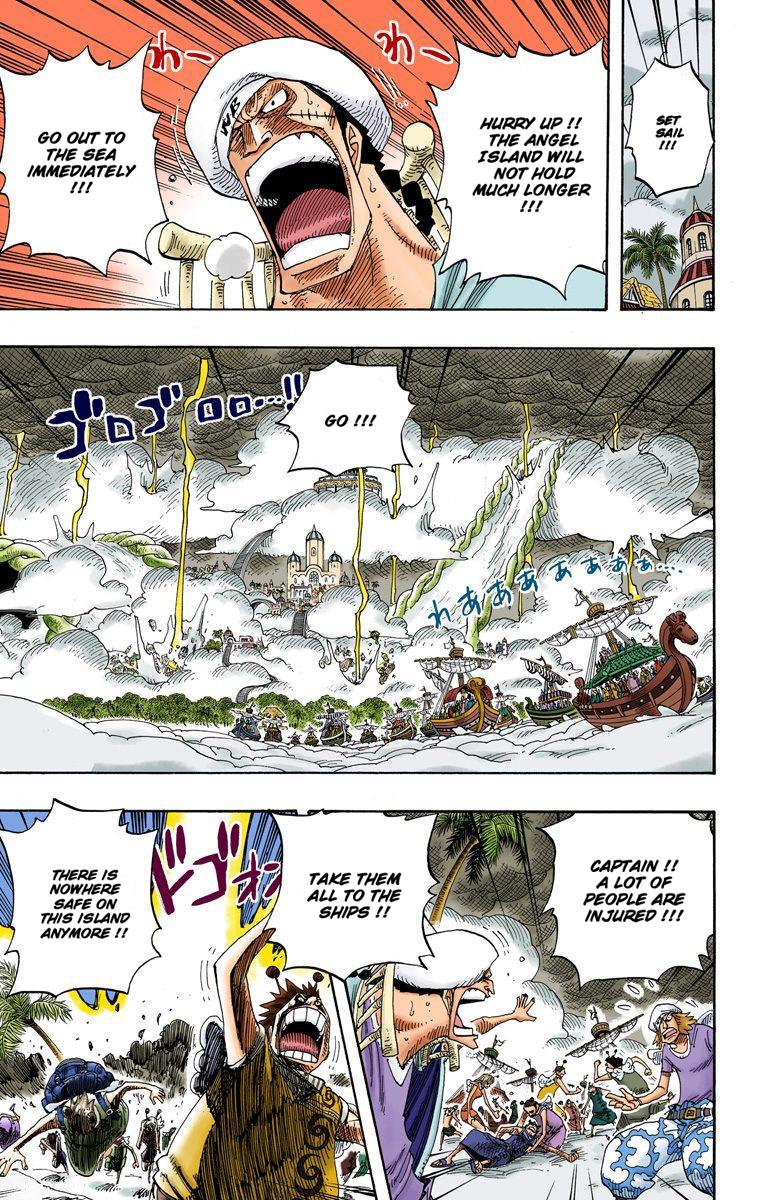 SET
SAIL
!!!
わー
わー
HURRY UP !!
THE ANGEL
ISLAND WILL
NOT HOLD
MUCH LONGER
!!!
GO OUT TO
THE SEA
IMMEDIATELY
!!!
GO !!!
ゴロゴロロ…!!
わあああああああ….
CAPTAIN !!
A LOT OF
PEOPLE ARE
INJURED !!!
TAKE THEM
ALL TO THE
SHIPS !!
ドゴォン
THERE IS
NOWHERE
SAFE ON
THIS ISLAND
ANYMORE !!